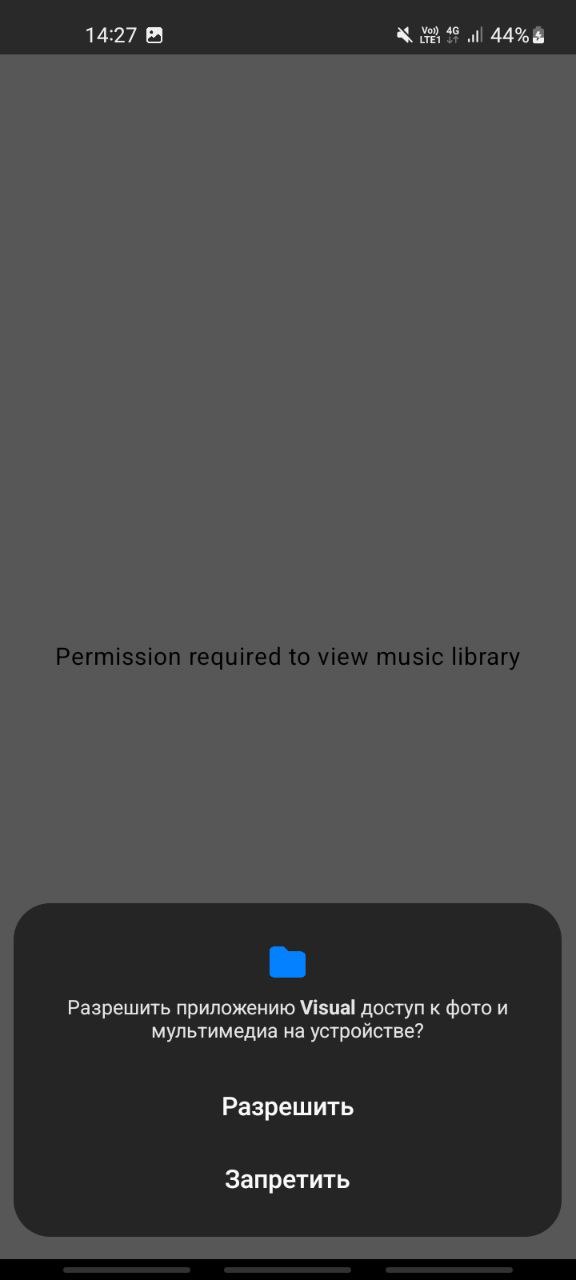 14:27
Vo)) 4G
LTE1
44%
Permission required to view music library
Разрешить приложению Visual доступ к фото и
мультимедиа на устройстве?
Разрешить
Запретить